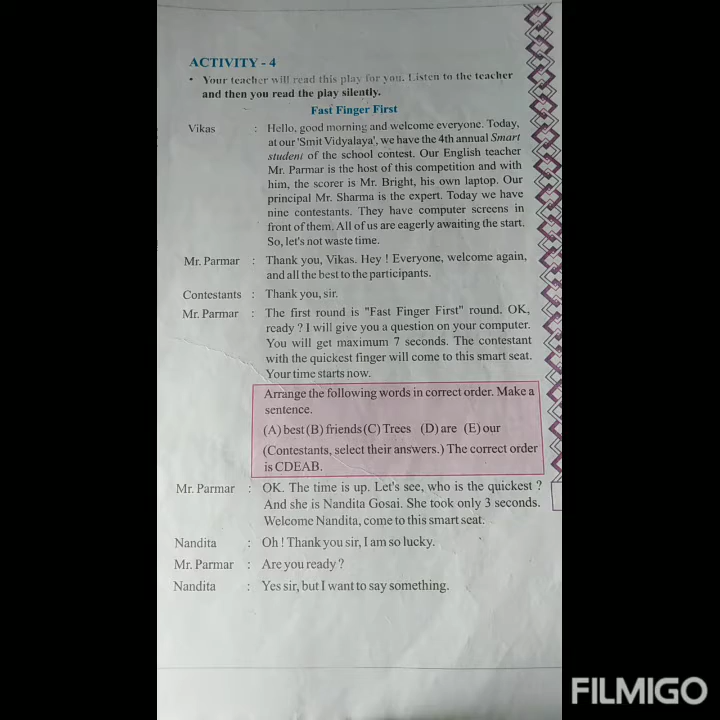 ACTIVITY - 4
• Your teacher will read this play for you. Listen to the teacher
and then you read the play silently.
Fast Finger First
Vikas : Hello, good morning and welcome everyone. Today,
at our 'Smit Vidyalaya', we have the 4th annual Smart
student of the school contest. Our English teacher
Mr. Parmar is the host of this competition and with
him, the scorer is Mr. Bright, his own laptop. Our
principal Mr. Sharma is the expert. Today we have
nine contestants. They have computer screens in
front of them. All of us are eagerly awaiting the start.
So, let's not waste time.
Mr. Parmar : Thank you, Vikas. Hey ! Everyone, welcome again,
and all the best to the participants.
Contestants : Thank you, sir.
Mr. Parmar : The first round is "Fast Finger First" round. OK,
ready ? I will give you a question on your computer.
You will get maximum 7 seconds. The contestant
with the quickest finger will come to this smart seat.
Your time starts now.
Arrange the following words in correct order. Make a
sentence.
(A) best (B) friends (C) Trees (D) are (E) our
(Contestants, select their answers.) The correct order
is CDEAB.
Mr. Parmar : OK. The time is up. Let's see, who is the quickest ?
And she is Nandita Gosai. She took only 3 seconds.
Welcome Nandita, come to this smart seat.
Nandita : Oh ! Thank you sir, I am so lucky.
Mr. Parmar : Are you ready ?
Nandita : Yes sir, but I want to say something.
FILMIGO